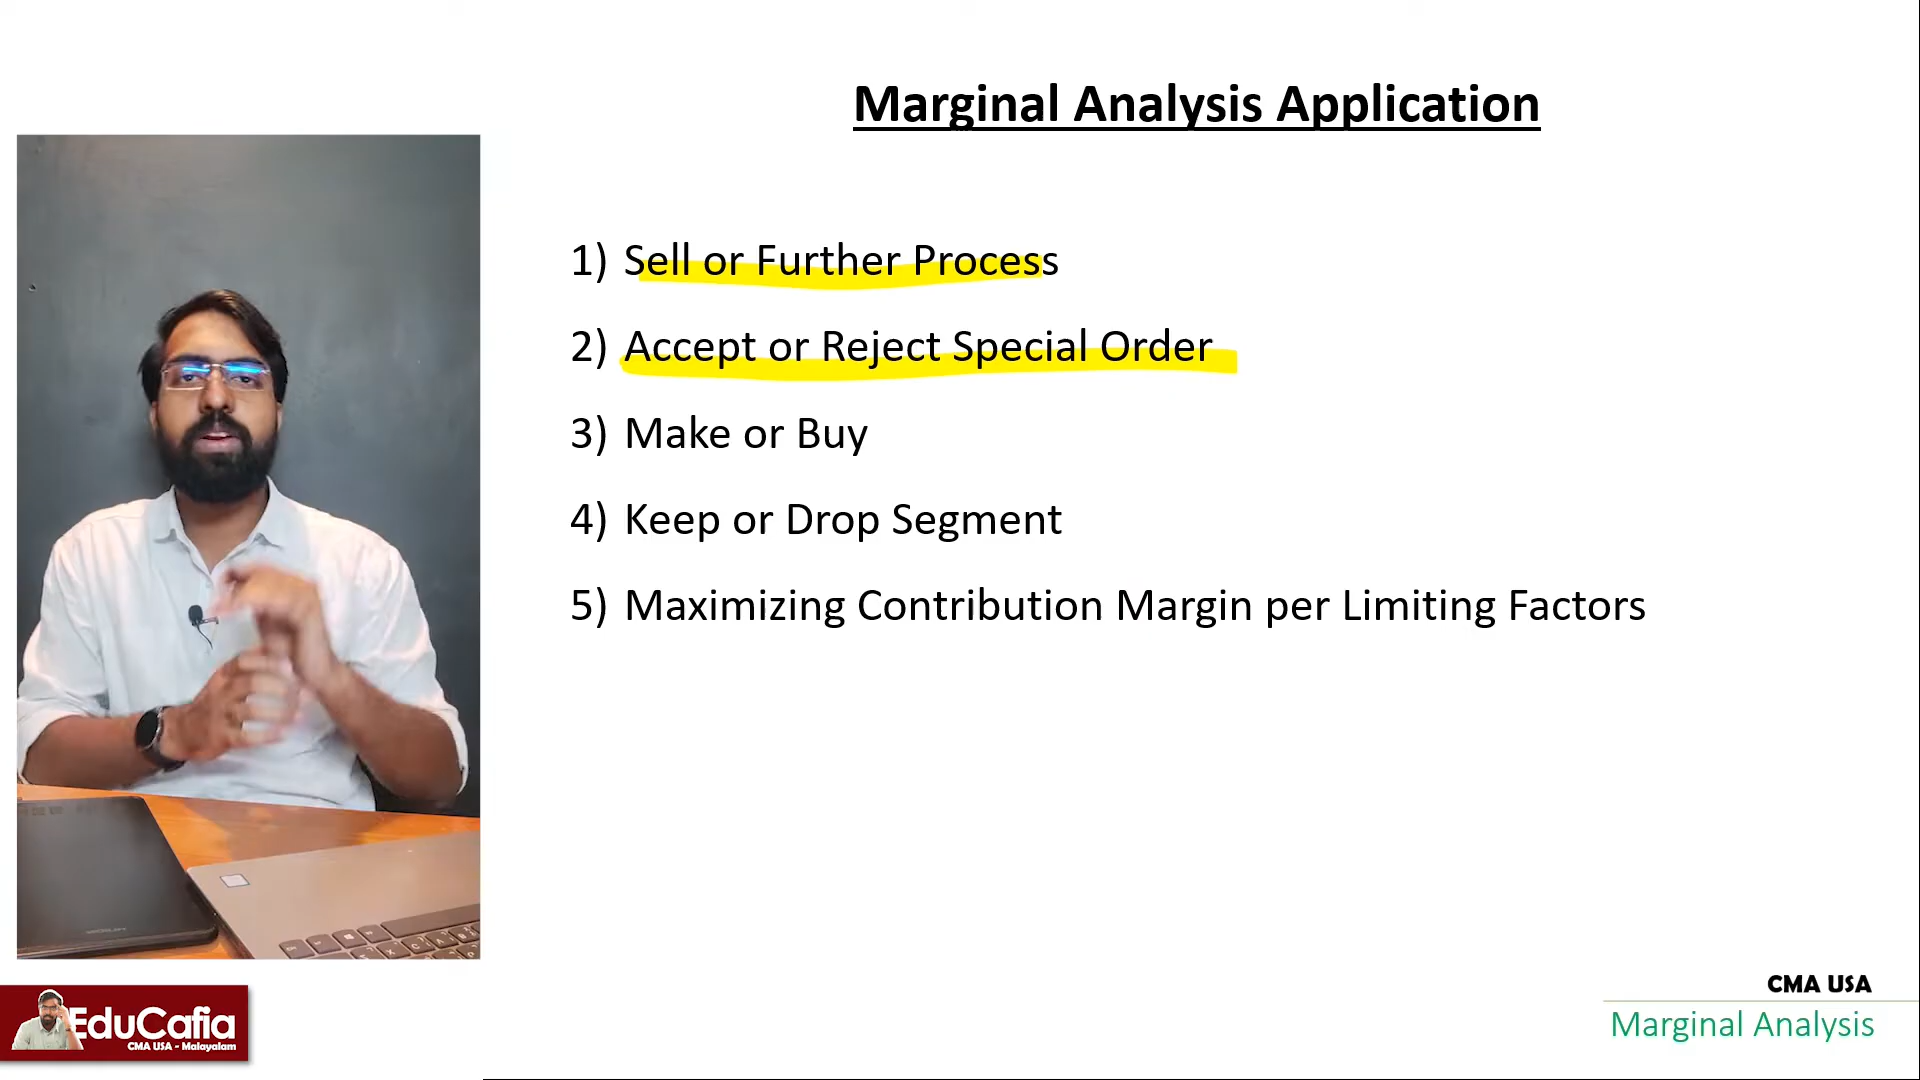 Marginal Analysis Application
1) Sell or Further Process
2) Accept or Reject Special Order
3) Make or Buy
4) Keep or Drop Segment
5) Maximizing Contribution Margin per Limiting Factors
CMA USA
Marginal Analysis
EduCafia
CMA USA - Malayalam